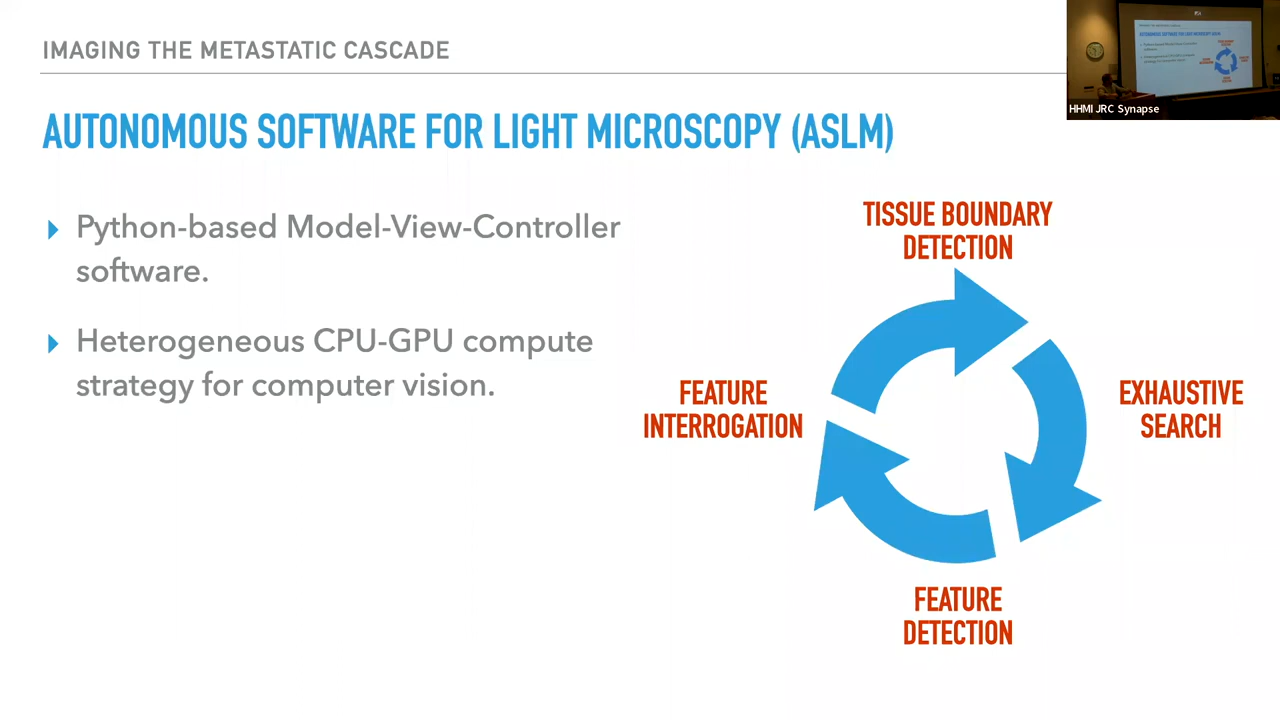 IMAGING THE METASTATIC CASCADE
HHMI JRC Synapse
AUTONOMOUS SOFTWARE FOR LIGHT MICROSCOPY (ASLM)
Python-based Model-View-Controller
software.
Heterogeneous CPU-GPU compute
strategy for computer vision.
TISSUE BOUNDARY
DETECTION
EXHAUSTIVE
SEARCH
FEATURE
DETECTION
FEATURE
INTERROGATION